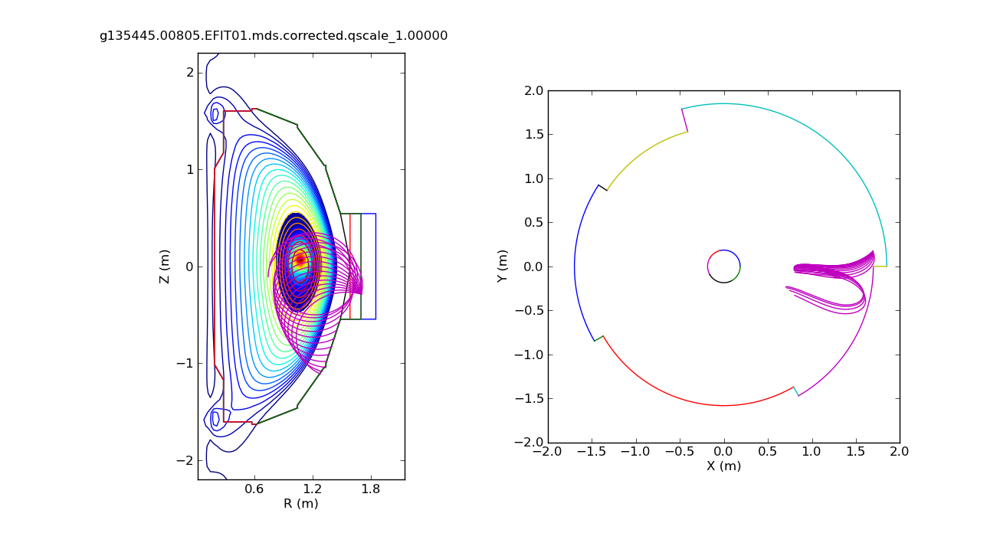 g135445.00805.EFIT01.mds.corrected.qscale_1.00000
2
1
0
−1
−2
Z (m)
0.6 1.2 1.8
R (m)
2.0
1.5
1.0
0.5
0.0
−0.5
−1.0
−1.5
−2.0
Y (m)
−2.0 −1.5 −1.0 −0.5 0.0 0.5 1.0 1.5 2.0
X (m)